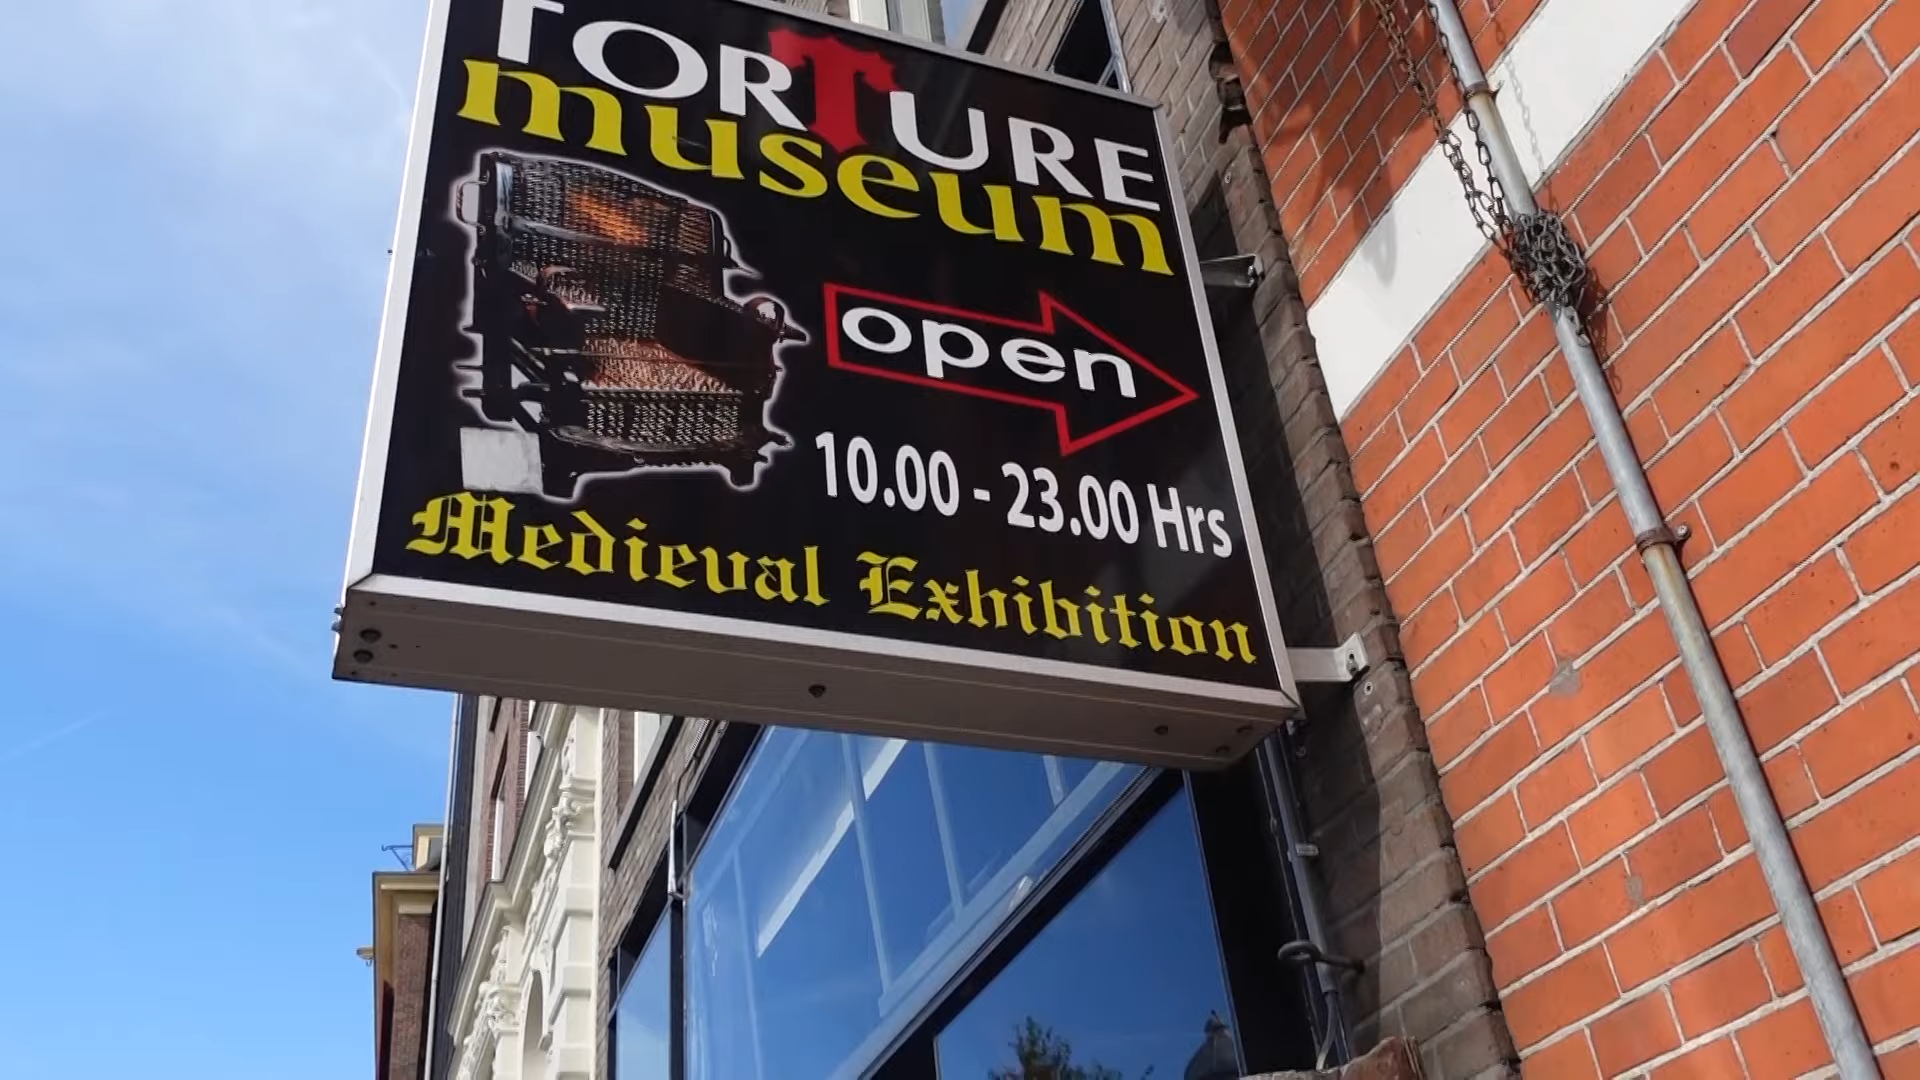 TORTURE
museum
open
10.00 - 23.00 Hrs
Medieval Exhibition